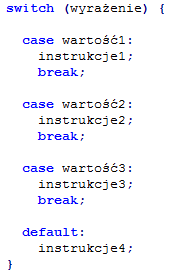 switch (wyrażenie) {
case wartość1:
instrukcje1;
break;
case wartość2:
instrukcje2;
break;
case wartość3:
instrukcje3;
break;
default:
instrukcje4;
}